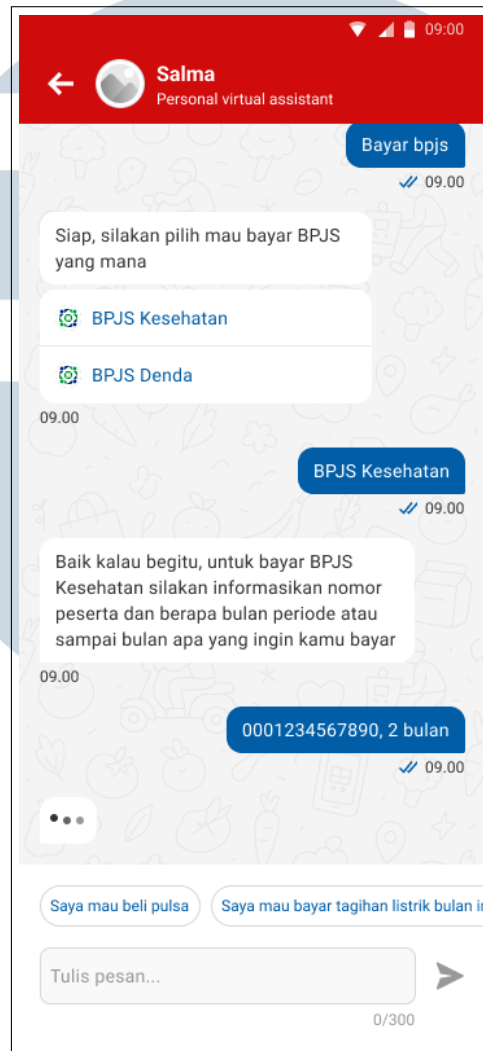 09:00
Salma
Personal virtual assistant
Bayar bpjs
09.00
Siap, silakan pilih mau bayar BPJS
yang mana
BPJS Kesehatan
BPJS Denda
09.00
BPJS Kesehatan
09.00
Baik kalau begitu, untuk bayar BPJS
Kesehatan silakan informasikan nomor
peserta dan berapa bulan periode atau
sampai bulan apa yang ingin kamu bayar
09.00
0001234567890, 2 bulan
09.00
Saya mau beli pulsa
Saya mau bayar tagihan listrik bulan
Tulis pesan...
0/300